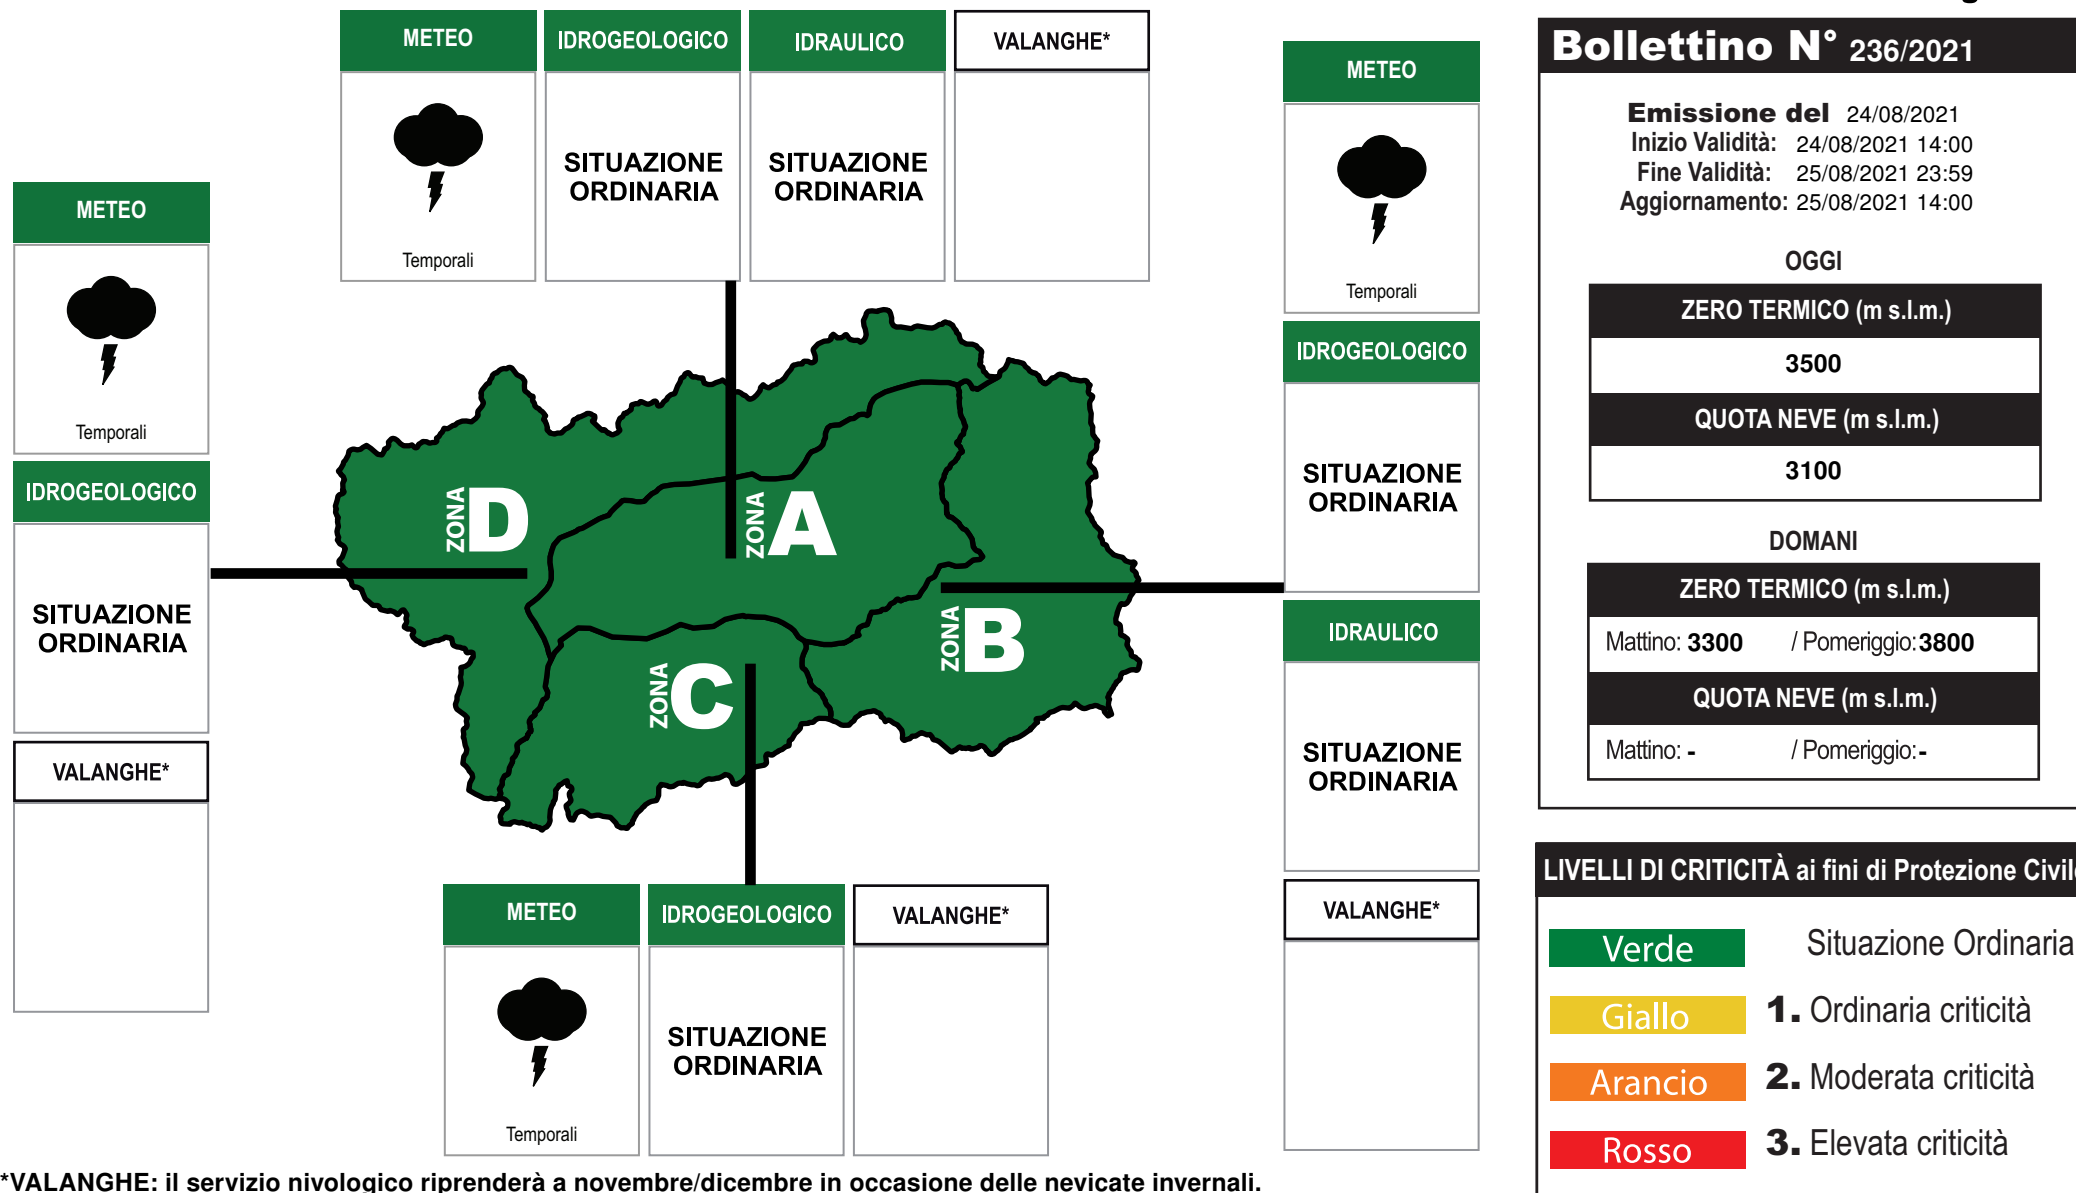 METEO
IDROGEOLOGICO
IDRAULICO
VALANGHE*
Temporali
SITUAZIONE
ORDINARIA
SITUAZIONE
ORDINARIA
METEO
Temporali
IDROGEOLOGICO
SITUAZIONE
ORDINARIA
VALANGHE*
METEO
Temporali
IDROGEOLOGICO
SITUAZIONE
ORDINARIA
IDRAULICO
SITUAZIONE
ORDINARIA
VALANGHE*
ZONA D
ZONA A
ZONA B
ZONA C
METEO
IDROGEOLOGICO
VALANGHE*
Temporali
SITUAZIONE
ORDINARIA
*VALANGHE: il servizio nivologico riprenderà a novembre/dicembre in occasione delle nevicate invernali.
Bollettino N° 236/2021
Emissione del 24/08/2021
Inizio Validità: 24/08/2021 14:00
Fine Validità: 25/08/2021 23:59
Aggiornamento: 25/08/2021 14:00
OGGI
ZERO TERMICO (m s.l.m.)
3500
QUOTA NEVE (m s.l.m.)
3100
DOMANI
ZERO TERMICO (m s.l.m.)
Mattino: 3300 / Pomeriggio: 3800
QUOTA NEVE (m s.l.m.)
Mattino: - / Pomeriggio: -
LIVELLI DI CRITICITÀ ai fini di Protezione Civile
Verde Situazione Ordinaria
Giallo 1. Ordinaria criticità
Arancio 2. Moderata criticità
Rosso 3. Elevata criticità